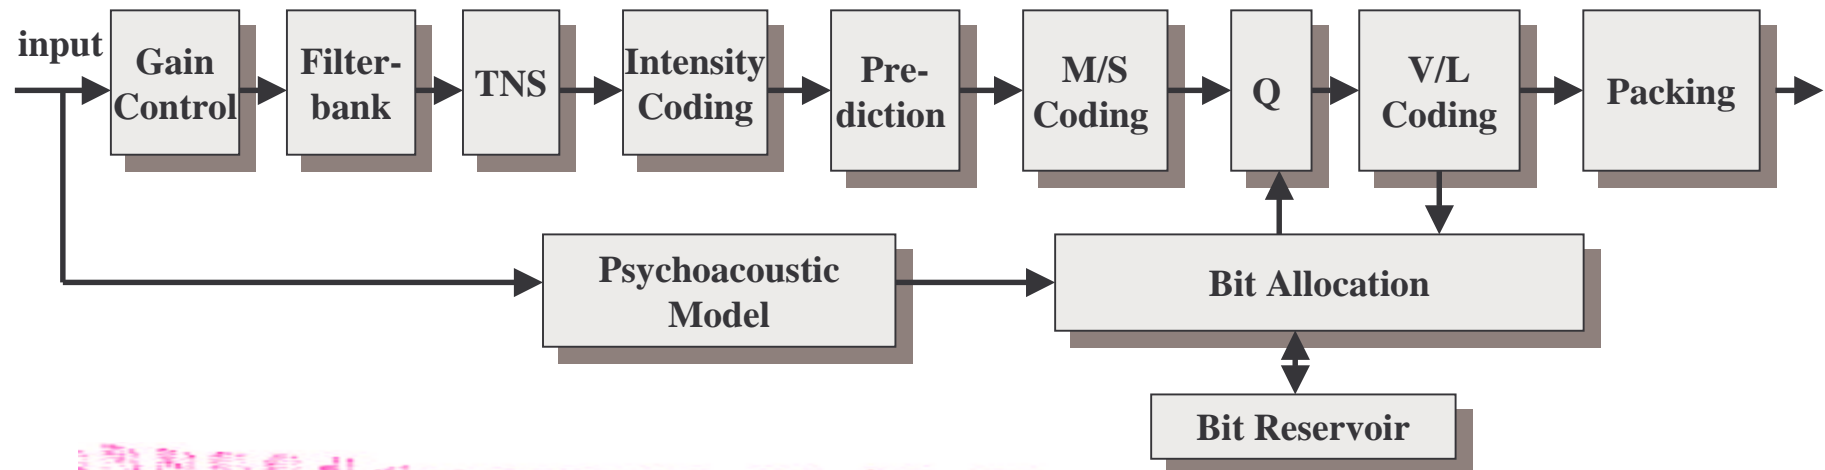 input
Gain
Control
Filter-
bank
TNS
Intensity
Coding
Pre-
diction
M/S
Coding
Q
V/L
Coding
Packing
Psychoacoustic
Model
Bit Allocation
Bit Reservoir